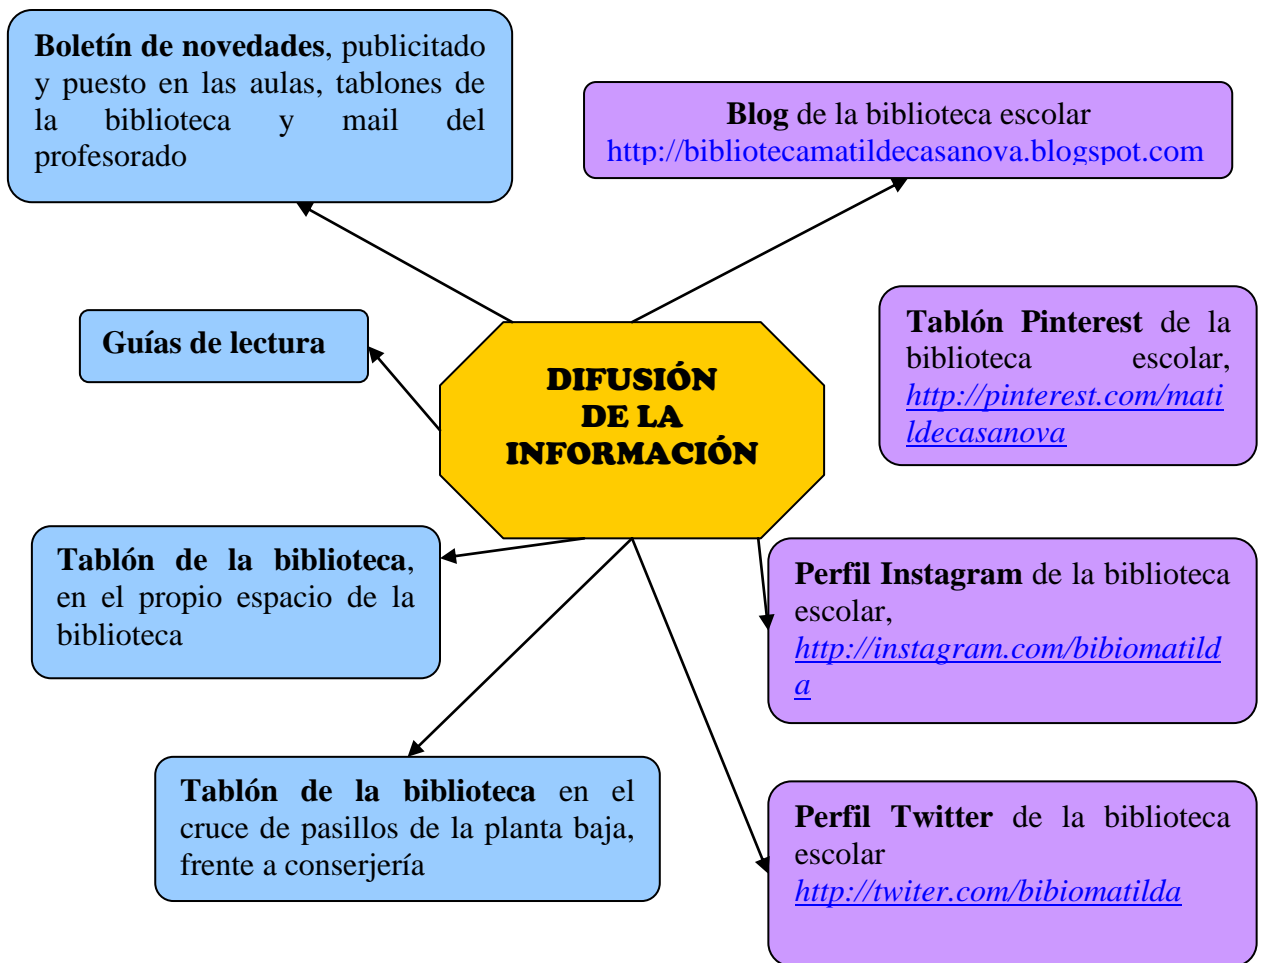 Boletín de novedades, publicitado
y puesto en las aulas, tablones de
la biblioteca y mail del
profesorado
Blog de la biblioteca escolar
http://bibliotecamatildecasanova.blogspot.com
Guías de lectura
Tablón Pinterest de la
biblioteca escolar,
http://pinterest.com/mati
ldecasanova
DIFUSIÓN
DE LA
INFORMACIÓN
Tablón de la biblioteca,
en el propio espacio de la
biblioteca
Perfil Instagram de la biblioteca
escolar,
http://instagram.com/bibiomatild
a
Tablón de la biblioteca en el
cruce de pasillos de la planta baja,
frente a conserjería
Perfil Twitter de la biblioteca
escolar
http://twiter.com/bibiomatilda